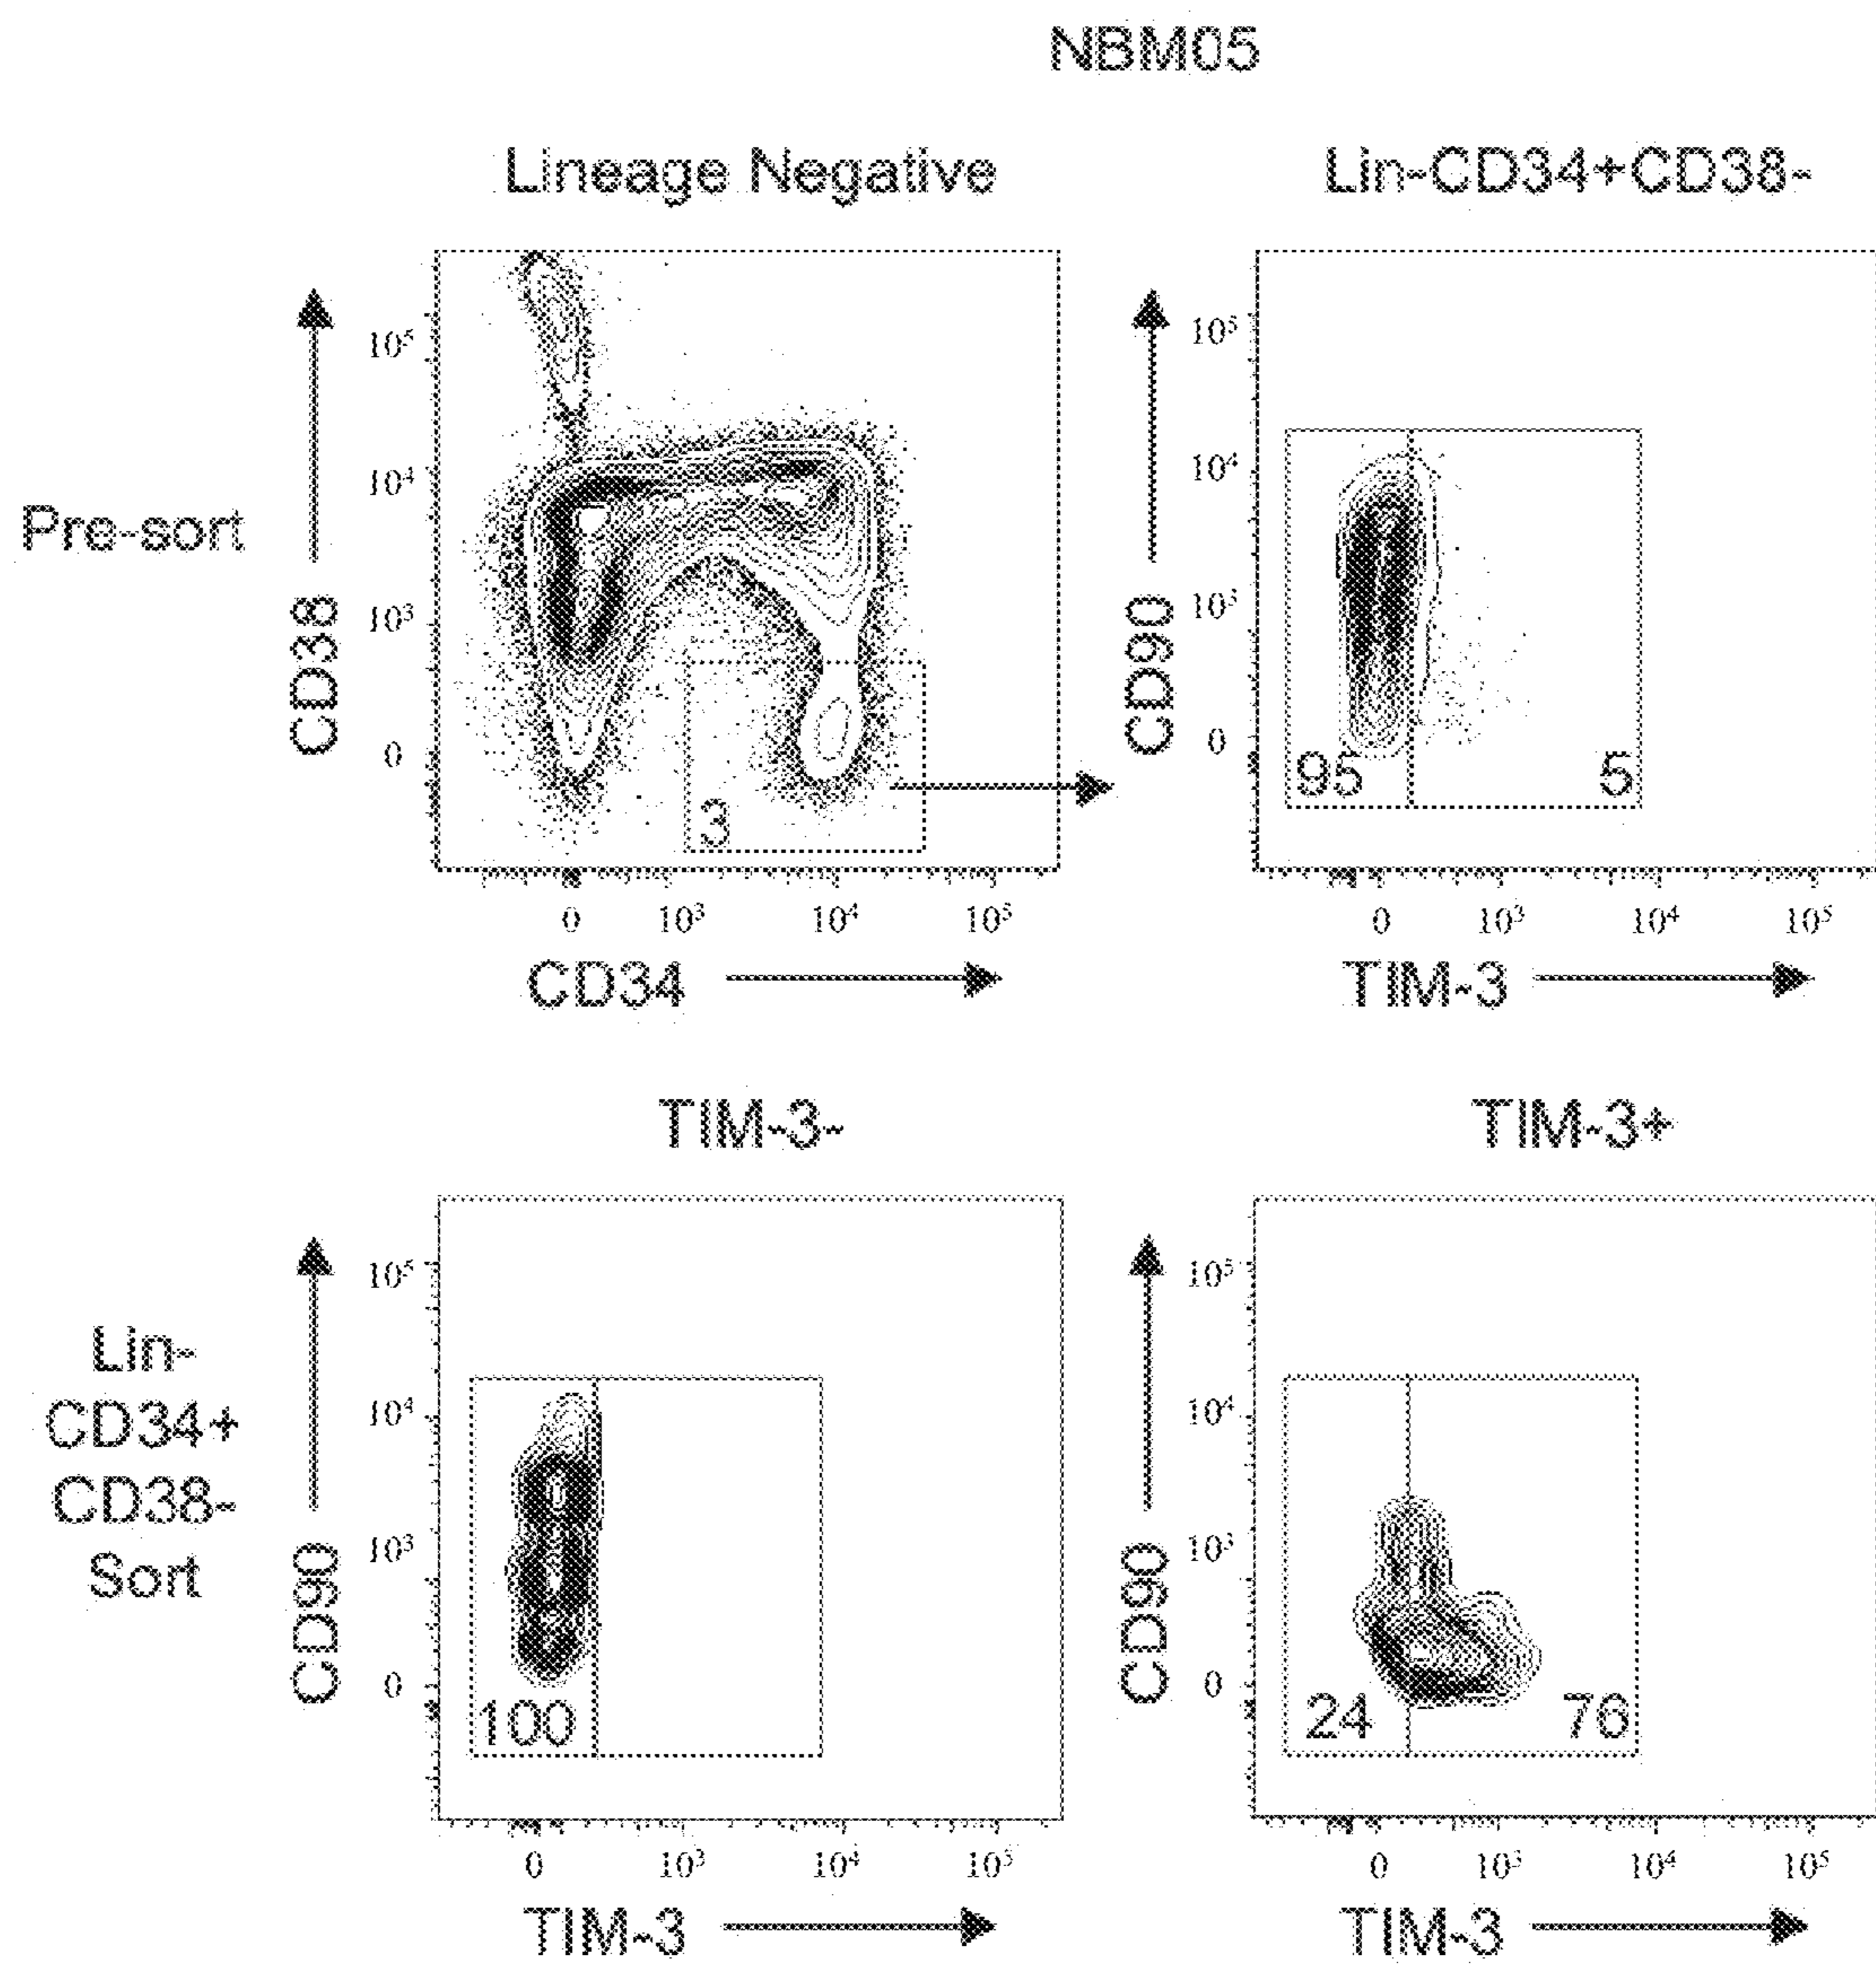 NBM05
Lineage Negative
Lin-CD34+CD38-
Pre-sort
CD38
10⁵
10⁴
10³
0
3
0
10³
10⁴
10⁵
CD34
CD90
10⁵
10⁴
10³
0
95
5
0
10³
10⁴
10⁵
TIM-3
TIM-3-
TIM-3+
Lin-
CD34+
CD38-
Sort
CD90
10⁵
10⁴
10³
0
100
0
10³
10⁴
10⁵
TIM-3
CD90
10⁵
10⁴
10³
0
24
76
0
10³
10⁴
10⁵
TIM-3